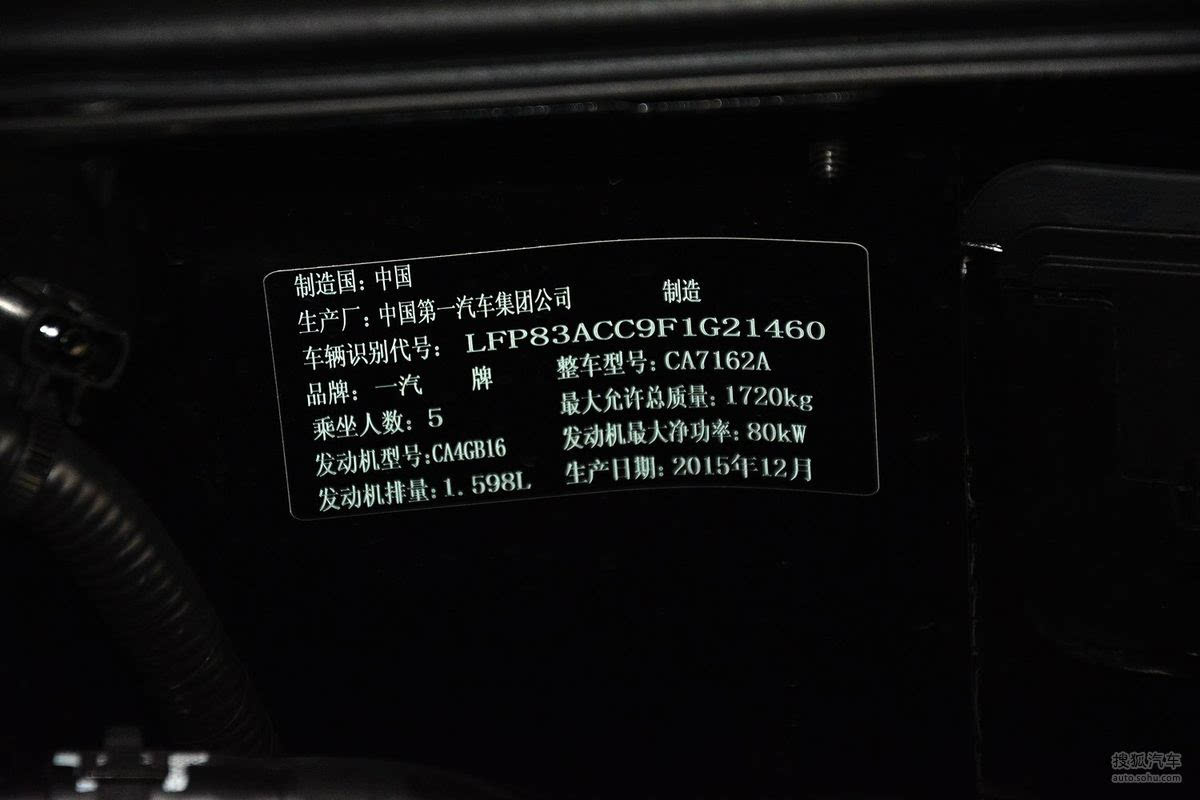 制造国：中国
生产厂：中国第一汽车集团公司 制造
车辆识别代号： LFP83ACC9F1G21460
品牌： 一汽 牌 整车型号：CA7162A
乘坐人数：5 最大允许总质量：1720kg
发动机型号：CA4GB16 发动机最大净功率：80kW
发动机排量：1.598L 生产日期：2015年12月
搜狐汽车
auto.sohu.com